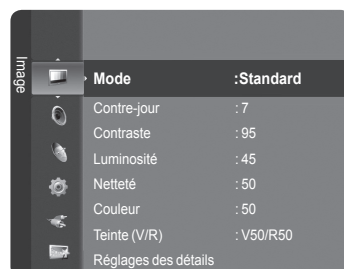 Image
Mode :Standard
Contre-jour : 7
Contraste : 95
Luminosité : 45
Netteté : 50
Couleur : 50
Teinte (V/R) : V50/R50
Réglages des détails